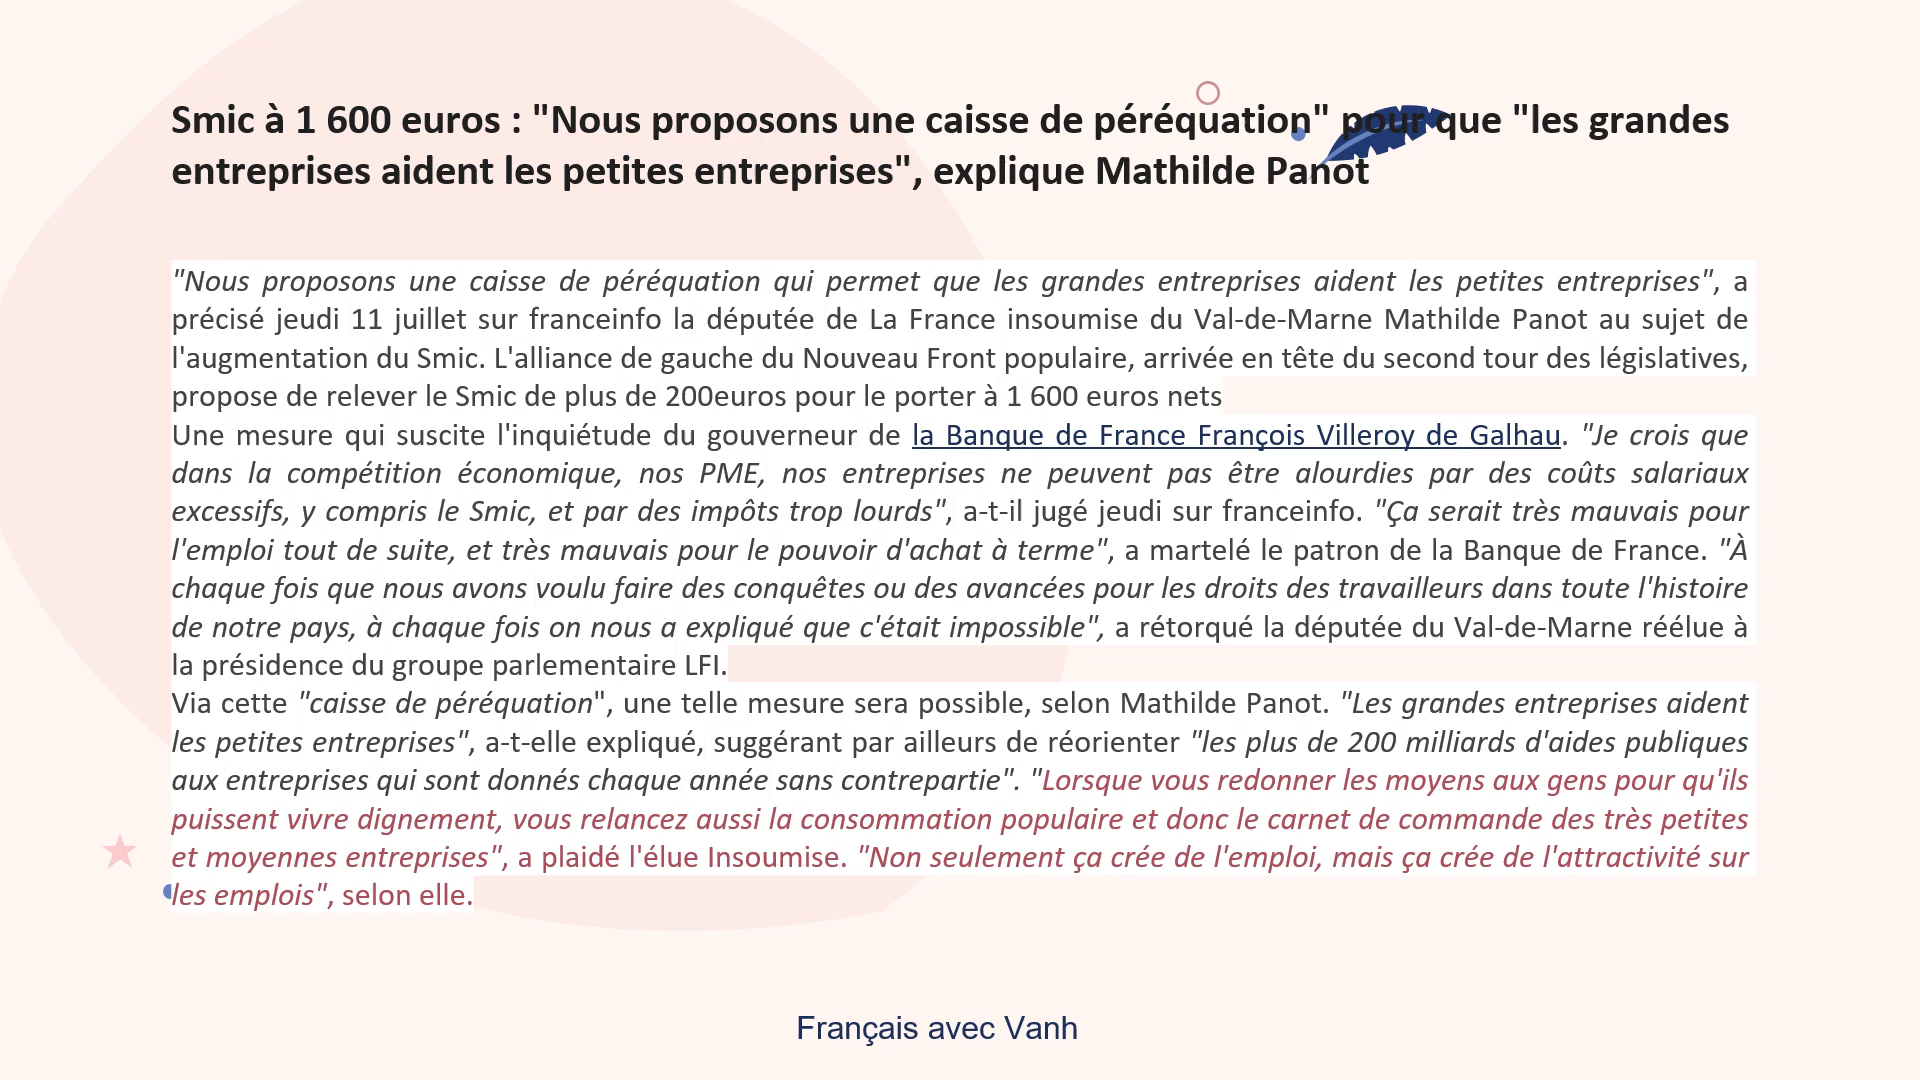 Smic à 1 600 euros : "Nous proposons une caisse de péréquation" pour que "les grandes
entreprises aident les petites entreprises", explique Mathilde Panot
"Nous proposons une caisse de péréquation qui permet que les grandes entreprises aident les petites entreprises", a
précisé jeudi 11 juillet sur franceinfo la députée de La France insoumise du Val-de-Marne Mathilde Panot au sujet de
l'augmentation du Smic. L'alliance de gauche du Nouveau Front populaire, arrivée en tête du second tour des législatives,
propose de relever le Smic de plus de 200euros pour le porter à 1 600 euros nets
Une mesure qui suscite l'inquiétude du gouverneur de la Banque de France François Villeroy de Galhau. "Je crois que
dans la compétition économique, nos PME, nos entreprises ne peuvent pas être alourdies par des coûts salariaux
excessifs, y compris le Smic, et par des impôts trop lourds", a-t-il jugé jeudi sur franceinfo. "Ça serait très mauvais pour
l'emploi tout de suite, et très mauvais pour le pouvoir d'achat à terme", a martelé le patron de la Banque de France. "À
chaque fois que nous avons voulu faire des conquêtes ou des avancées pour les droits des travailleurs dans toute l'histoire
de notre pays, à chaque fois on nous a expliqué que c'était impossible", a rétorqué la députée du Val-de-Marne réélue à
la présidence du groupe parlementaire LFI.
Via cette "caisse de péréquation", une telle mesure sera possible, selon Mathilde Panot. "Les grandes entreprises aident
les petites entreprises", a-t-elle expliqué, suggérant par ailleurs de réorienter "les plus de 200 milliards d'aides publiques
aux entreprises qui sont donnés chaque année sans contrepartie". "Lorsque vous redonner les moyens aux gens pour qu'ils
puissent vivre dignement, vous relancez aussi la consommation populaire et donc le carnet de commande des très petites
et moyennes entreprises", a plaidé l'élue Insoumise. "Non seulement ça crée de l'emploi, mais ça crée de l'attractivité sur
les emplois", selon elle.
Français avec Vanh